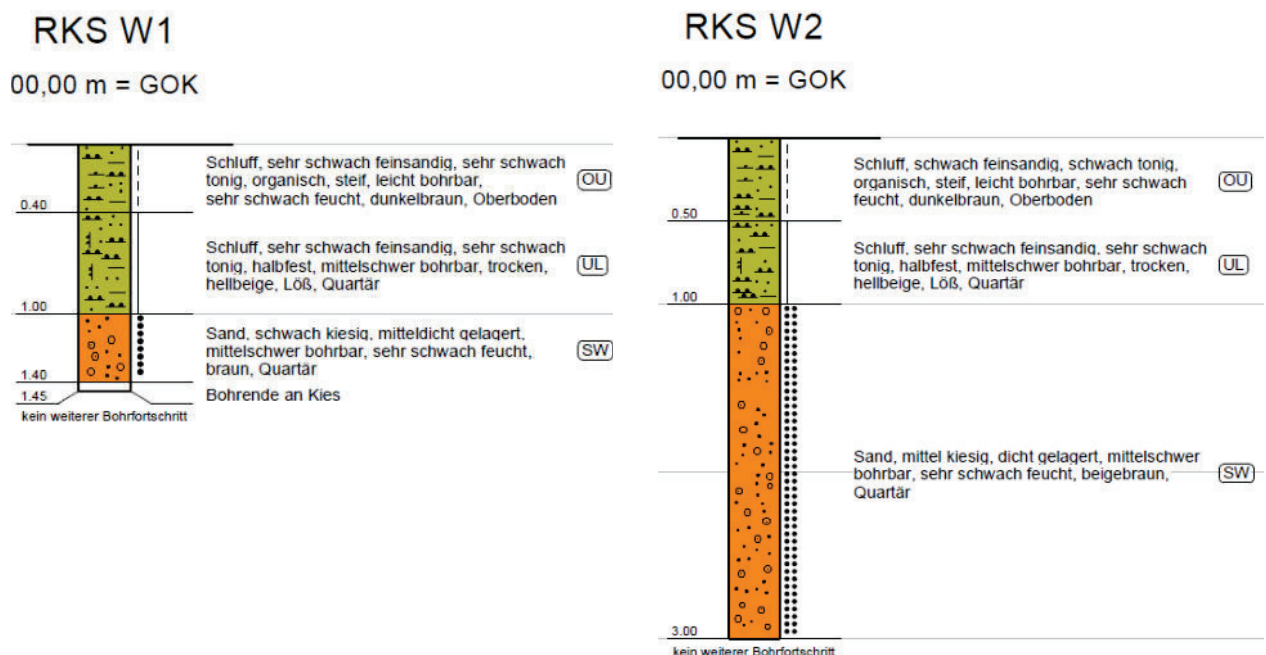 RKS W1
00,00 m = GOK
Schluff, sehr schwach feinsandig, sehr schwach
tonig, organisch, steif, leicht bohrbar,
sehr schwach feucht, dunkelbraun, Oberboden
OU
0.40
Schluff, sehr schwach feinsandig, sehr schwach
tonig, halbfest, mittelschwer bohrbar, trocken,
hellbeige, Löß, Quartär
UL
1.00
Sand, schwach kiesig, mitteldicht gelagert,
mittelschwer bohrbar, sehr schwach feucht,
braun, Quartär
SW
1.40
1.45
Bohrende an Kies
kein weiterer Bohrfortschritt
RKS W2
00,00 m = GOK
Schluff, schwach feinsandig, schwach tonig,
organisch, steif, leicht bohrbar, sehr schwach
feucht, dunkelbraun, Oberboden
OU
0.50
Schluff, sehr schwach feinsandig, sehr schwach
tonig, halbfest, mittelschwer bohrbar, trocken,
hellbeige, Löß, Quartär
UL
1.00
Sand, mittel kiesig, dicht gelagert, mittelschwer
bohrbar, sehr schwach feucht, beigebraun,
Quartär
SW
3.00
kein weiterer Bohrfortschritt